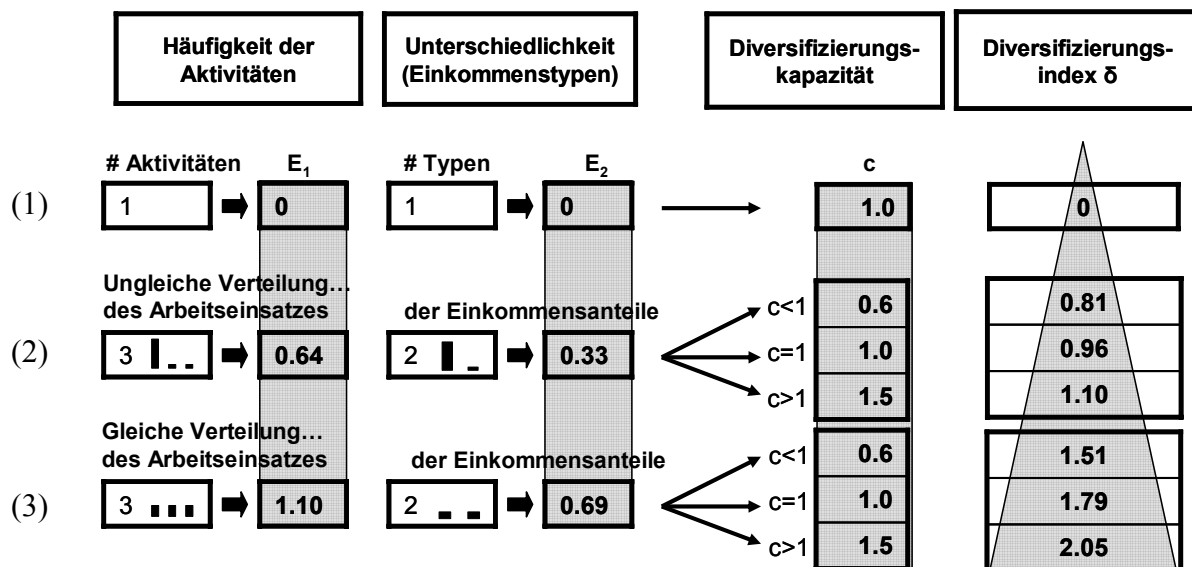 Häufigkeit der
Aktivitäten
Unterschiedlichkeit
(Einkommenstypen)
Diversifizierungs-
kapazität
Diversifizierungs-
index δ
# Aktivitäten E1 # Typen E2 c
(1) 1 0 1 0 1.0 0
Ungleiche Verteilung…
des Arbeitseinsatzes der Einkommensanteile
c<1 0.6 0.81
(2) 3 0.64 2 0.33 c=1 1.0 0.96
c>1 1.5 1.10
Gleiche Verteilung…
des Arbeitseinsatzes der Einkommensanteile
c<1 0.6 1.51
(3) 3 1.10 2 0.69 c=1 1.0 1.79
c>1 1.5 2.05